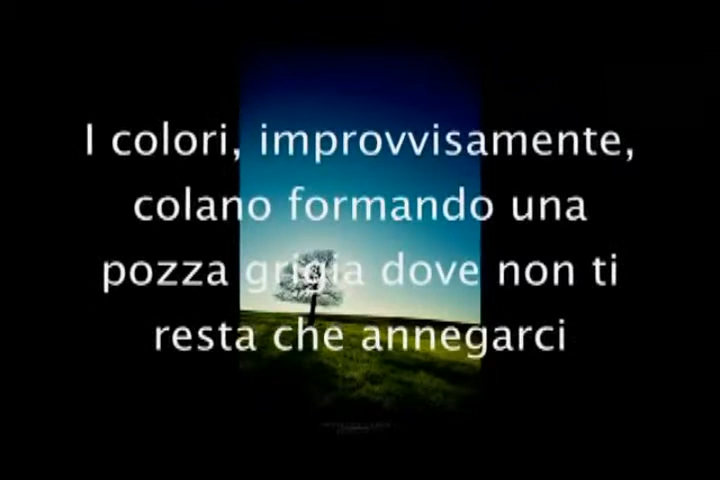 I colori, improvvisamente,
colano formando una
pozza grigia dove non ti
resta che annegarci